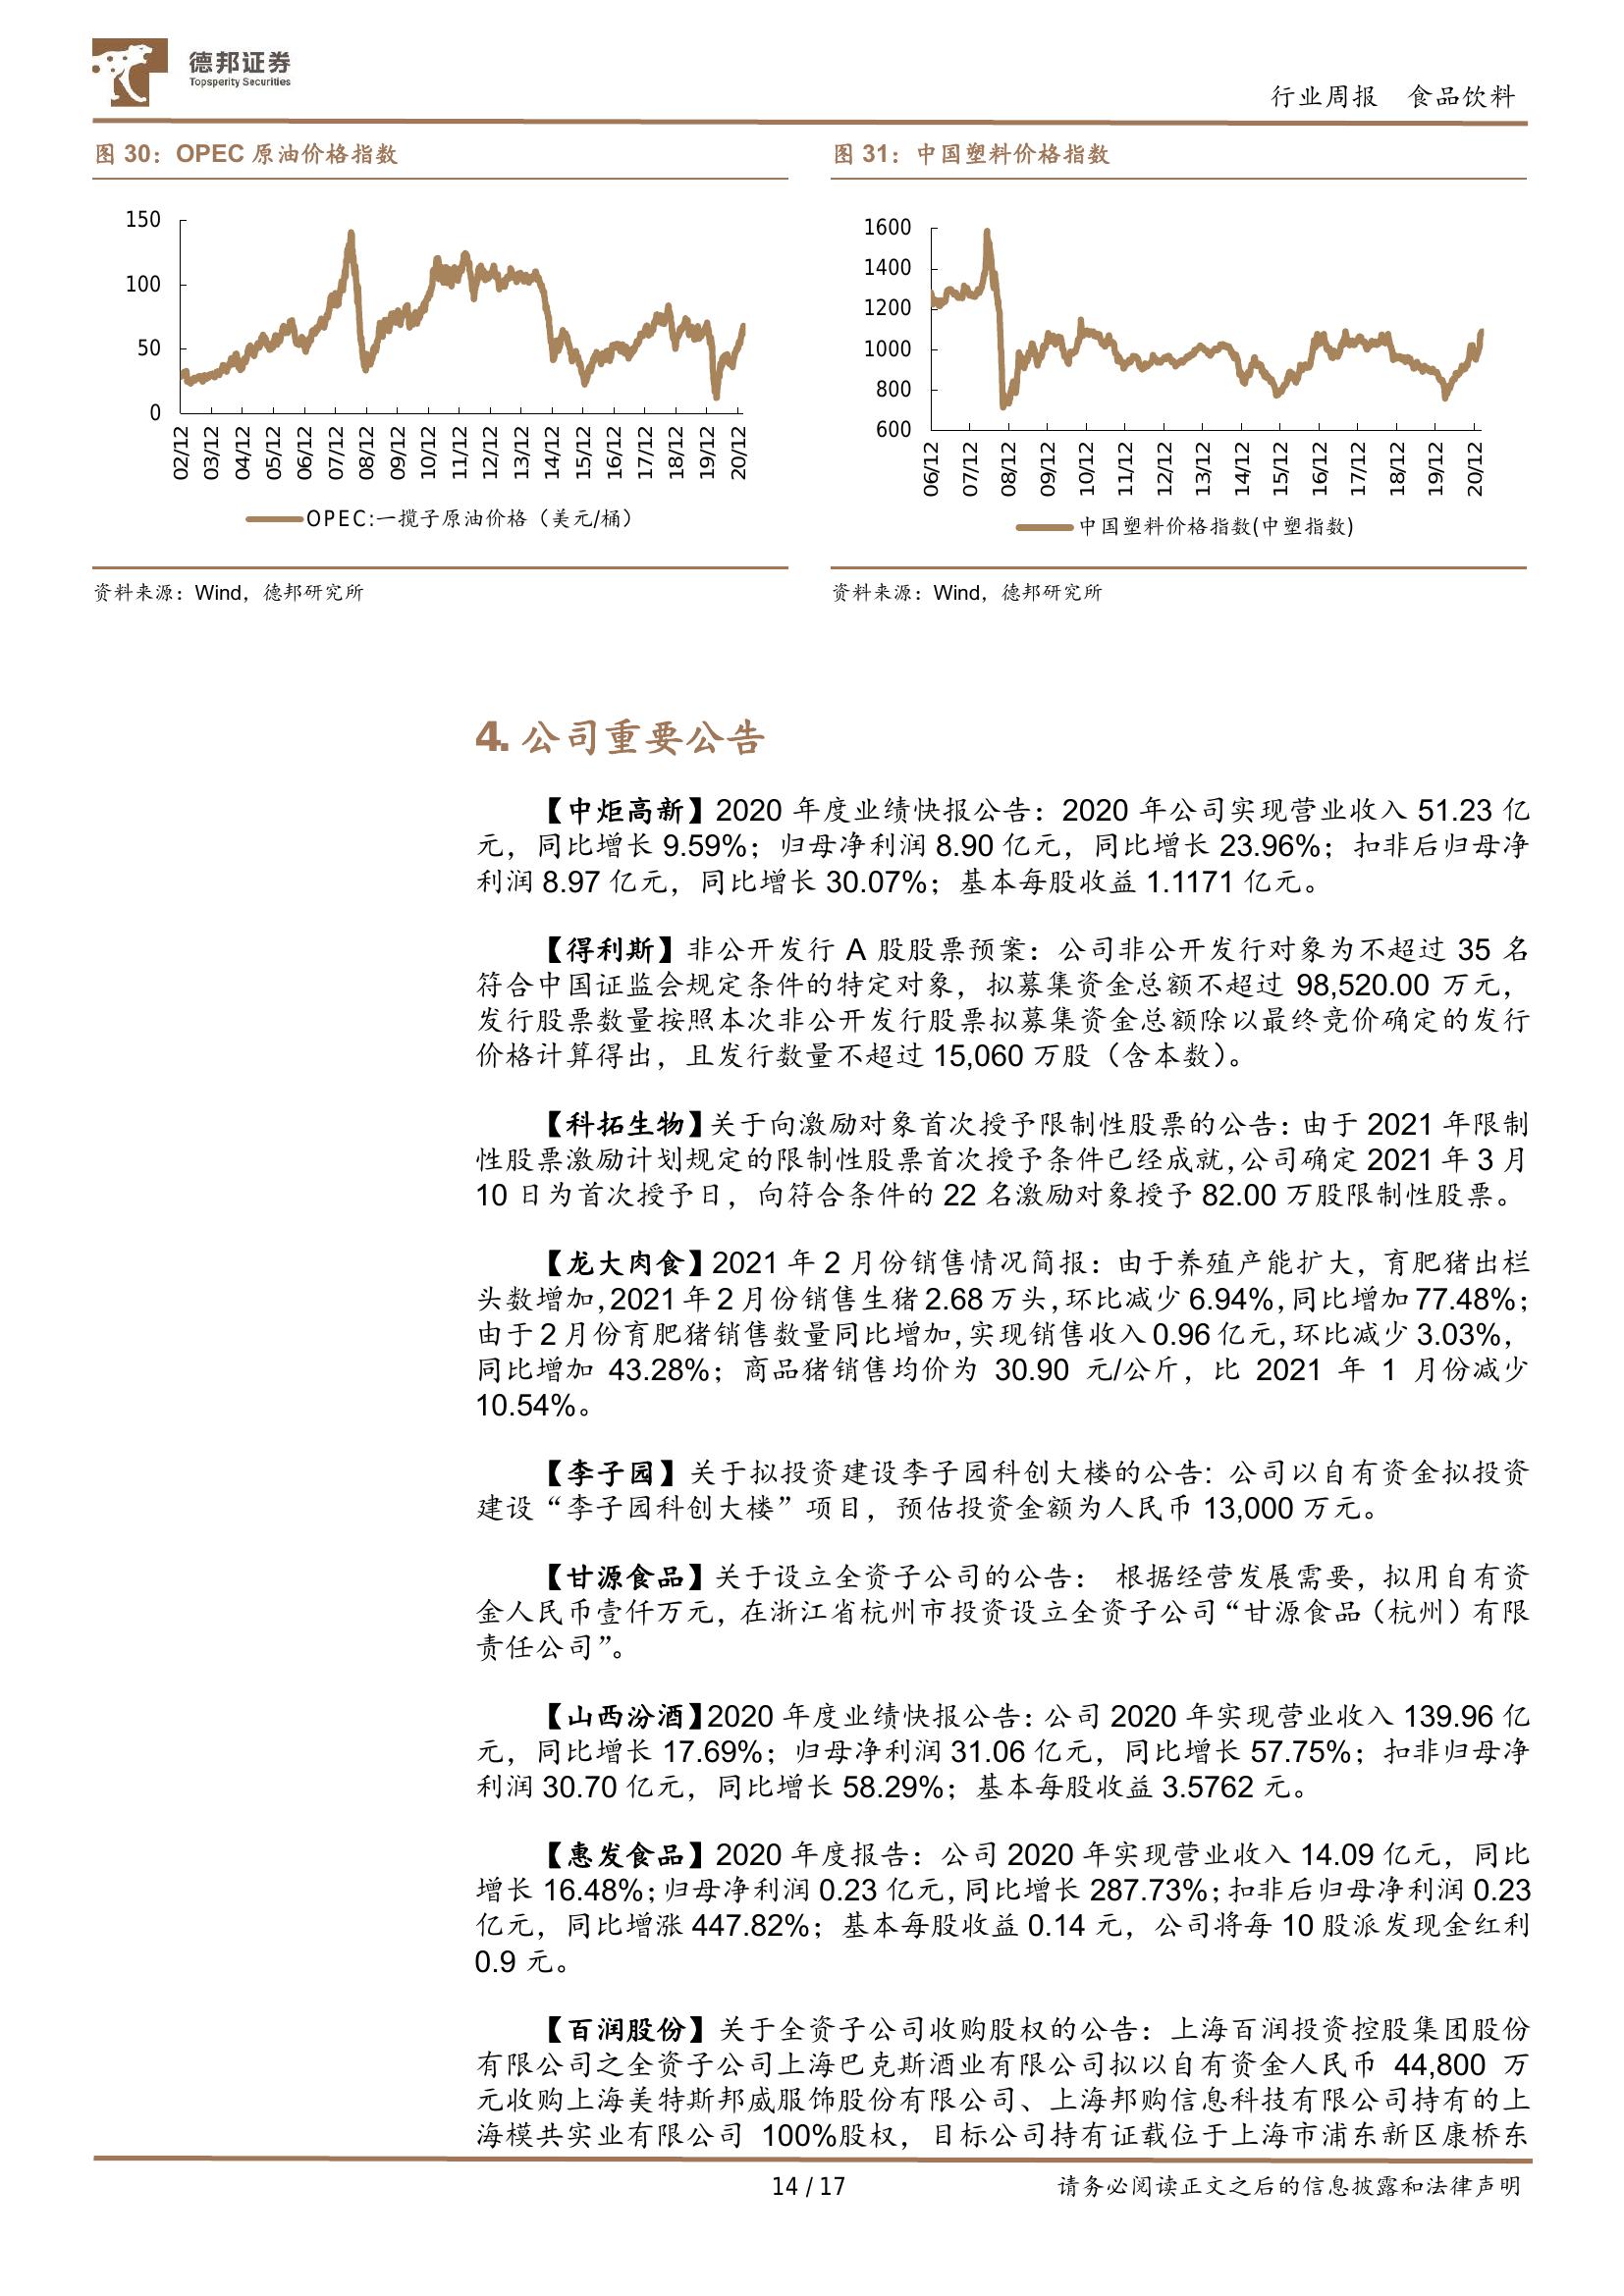 德邦证券
Topsperity Securities
行业周报 食品饮料
图 30：OPEC 原油价格指数
150
100
50
0
02/12
03/12
04/12
05/12
06/12
07/12
08/12
09/12
10/12
11/12
12/12
13/12
14/12
15/12
16/12
17/12
18/12
19/12
20/12
OPEC:一揽子原油价格（美元/桶）
资料来源：Wind，德邦研究所
图 31：中国塑料价格指数
1600
1400
1200
1000
800
600
06/12
07/12
08/12
09/12
10/12
11/12
12/12
13/12
14/12
15/12
16/12
17/12
18/12
19/12
20/12
中国塑料价格指数(中塑指数)
资料来源：Wind，德邦研究所
4. 公司重要公告
【中炬高新】2020 年度业绩快报公告：2020 年公司实现营业收入 51.23 亿
元，同比增长 9.59%；归母净利润 8.90 亿元，同比增长 23.96%；扣非后归母净
利润 8.97 亿元，同比增长 30.07%；基本每股收益 1.1171 亿元。
【得利斯】非公开发行 A 股股票预案：公司非公开发行对象为不超过 35 名
符合中国证监会规定条件的特定对象，拟募集资金总额不超过 98,520.00 万元，
发行股票数量按照本次非公开发行股票拟募集资金总额除以最终竞价确定的发行
价格计算得出，且发行数量不超过 15,060 万股（含本数）。
【科拓生物】关于向激励对象首次授予限制性股票的公告：由于 2021 年限制
性股票激励计划规定的限制性股票首次授予条件已经成就，公司确定 2021 年 3 月
10 日为首次授予日，向符合条件的 22 名激励对象授予 82.00 万股限制性股票。
【龙大肉食】2021 年 2 月份销售情况简报：由于养殖产能扩大，育肥猪出栏
头数增加，2021 年 2 月份销售生猪 2.68 万头，环比减少 6.94%，同比增加 77.48%；
由于 2 月份育肥猪销售数量同比增加，实现销售收入 0.96 亿元，环比减少 3.03%，
同比增加 43.28%；商品猪销售均价为 30.90 元/公斤，比 2021 年 1 月份减少
10.54%。
【李子园】关于拟投资建设李子园科创大楼的公告：公司以自有资金拟投资
建设“李子园科创大楼”项目，预估投资金额为人民币 13,000 万元。
【甘源食品】关于设立全资子公司的公告： 根据经营发展需要，拟用自有资
金人民币壹仟万元，在浙江省杭州市投资设立全资子公司“甘源食品（杭州）有限
责任公司”。
【山西汾酒】2020 年度业绩快报公告：公司 2020 年实现营业收入 139.96 亿
元，同比增长 17.69%；归母净利润 31.06 亿元，同比增长 57.75%；扣非归母净
利润 30.70 亿元，同比增长 58.29%；基本每股收益 3.5762 元。
【惠发食品】2020 年度报告：公司 2020 年实现营业收入 14.09 亿元，同比
增长 16.48%；归母净利润 0.23 亿元，同比增长 287.73%；扣非后归母净利润 0.23
亿元，同比增涨 447.82%；基本每股收益 0.14 元，公司将每 10 股派发现金红利
0.9 元。
【百润股份】关于全资子公司收购股权的公告：上海百润投资控股集团股份
有限公司之全资子公司上海巴克斯酒业有限公司拟以自有资金人民币 44,800 万
元收购上海美特斯邦威服饰股份有限公司、上海邦购信息科技有限公司持有的上
海模共实业有限公司 100%股权，目标公司持有证载位于上海市浦东新区康桥东
14 / 17
请务必阅读正文之后的信息披露和法律声明